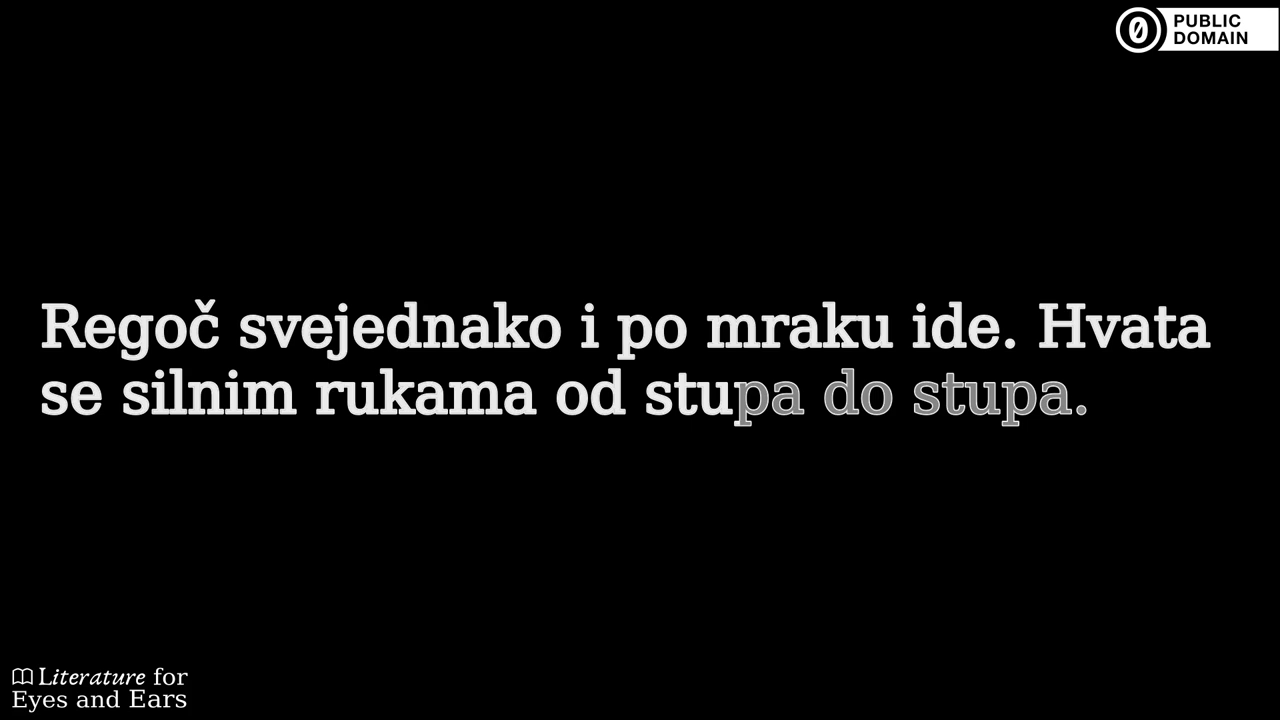 PUBLIC
DOMAIN
Regoč svejednako i po mraku ide. Hvata
se silnim rukama od stupa do stupa.
Literature for
Eyes and Ears